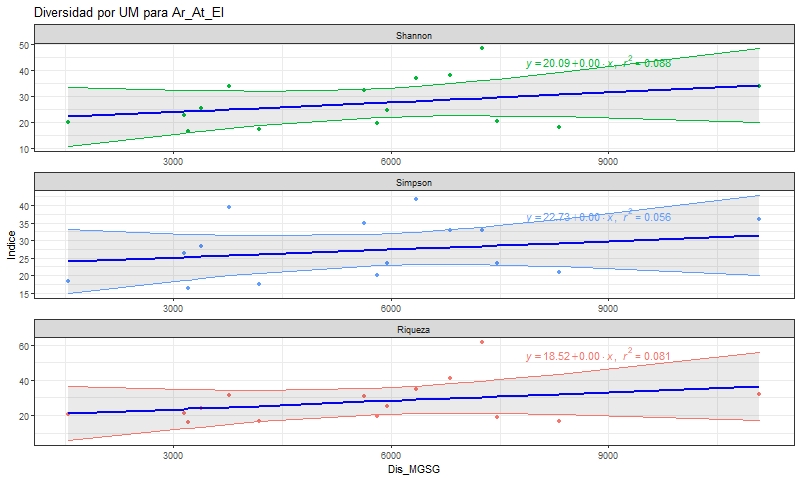 Diversidad por UM para Ar_At_El
Shannon
50
40
30
20
10
y = 20.09+0.00 · x, r² = 0.088
3000 6000 9000
Simpson
Indice
40
35
30
25
20
15
y = 22.73+0.00 · x, r² = 0.056
3000 6000 9000
Riqueza
60
40
20
y = 18.52+0.00 · x, r² = 0.081
3000 6000 9000
Dis_MGSG